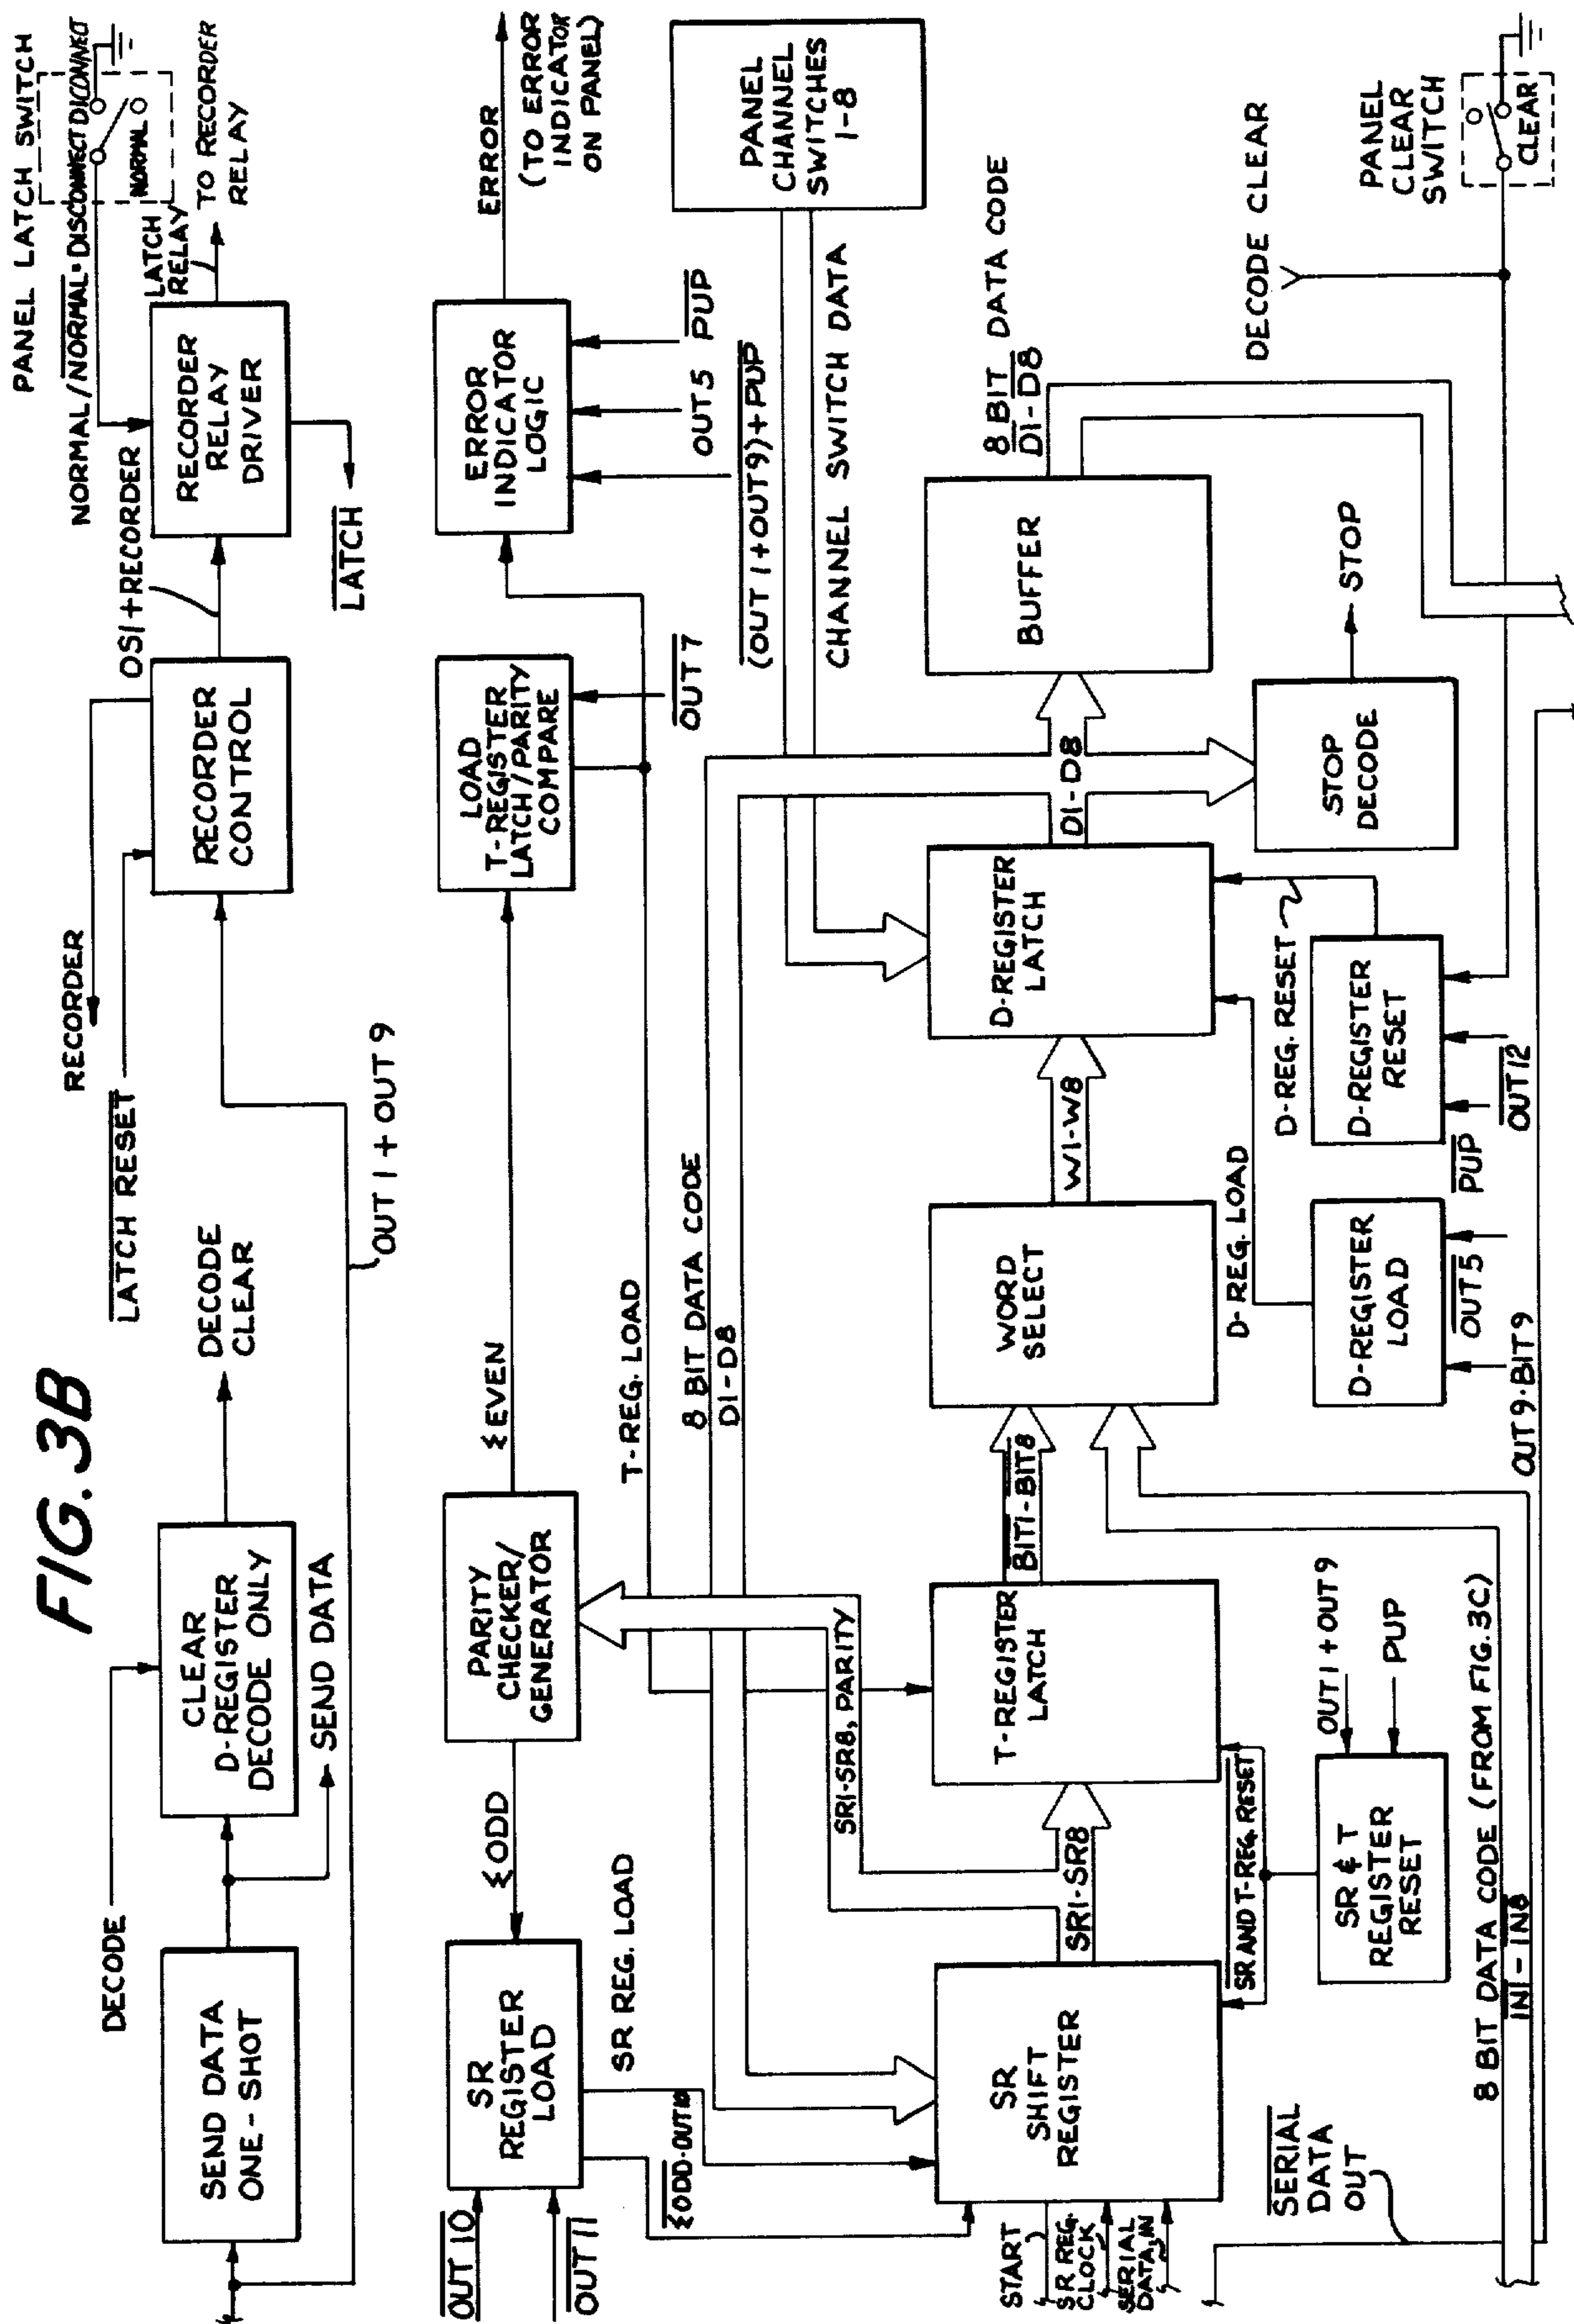 FIG. 3B
PANEL LATCH SWITCH
NORMAL/NORMAL·DISCONNECT
DICONNECT
NORMAL
TO RECORDER
RELAY
LATCH
RELAY
RECORDER
RELAY
DRIVER
LATCH
OS1+RECORDER
RECORDER
CONTROL
RECORDER
LATCH RESET
OUT 1 + OUT 9
DECODE
CLEAR
CLEAR
D-REGISTER
DECODE ONLY
DECODE
SEND DATA
SEND DATA
ONE-SHOT
OUT 10
OUT 11
SR
REGISTER
LOAD
SR REG. LOAD
ΣODD·OUT10
ΣODD
PARITY
CHECKER/
GENERATOR
ΣEVEN
T-REG. LOAD
LOAD
T-REGISTER
LATCH/PARITY
COMPARE
OUT 7
ERROR
INDICATOR
LOGIC
ERROR
(TO ERROR
INDICATOR
ON PANEL)
(OUT 1+OUT 9)+PUP
OUT 5
PUP
PANEL
CHANNEL
SWITCHES
1-8
CHANNEL SWITCH DATA
8 BIT DATA CODE
D1-D8
START
SR REG.
CLOCK
SERIAL
DATA IN
SR
SHIFT
REGISTER
SR1-SR8
SR1-SR8, PARITY
T-REGISTER
LATCH
BIT1-BIT8
WORD
SELECT
W1-W8
D-REGISTER
LATCH
D1-D8
BUFFER
8 BIT DATA CODE
D1-D8
STOP
DECODE
STOP
SR AND T-REG. RESET
SR & T
REGISTER
RESET
OUT1+OUT9
PUP
D-REG. LOAD
D-REGISTER
LOAD
OUT 9·BIT 9
OUT 5
D-REG. RESET
D-REGISTER
RESET
PUP
OUT 12
DECODE CLEAR
PANEL
CLEAR
SWITCH
CLEAR
SERIAL
DATA
OUT
8 BIT DATA CODE (FROM FIG. 3C)
IN1-IN8